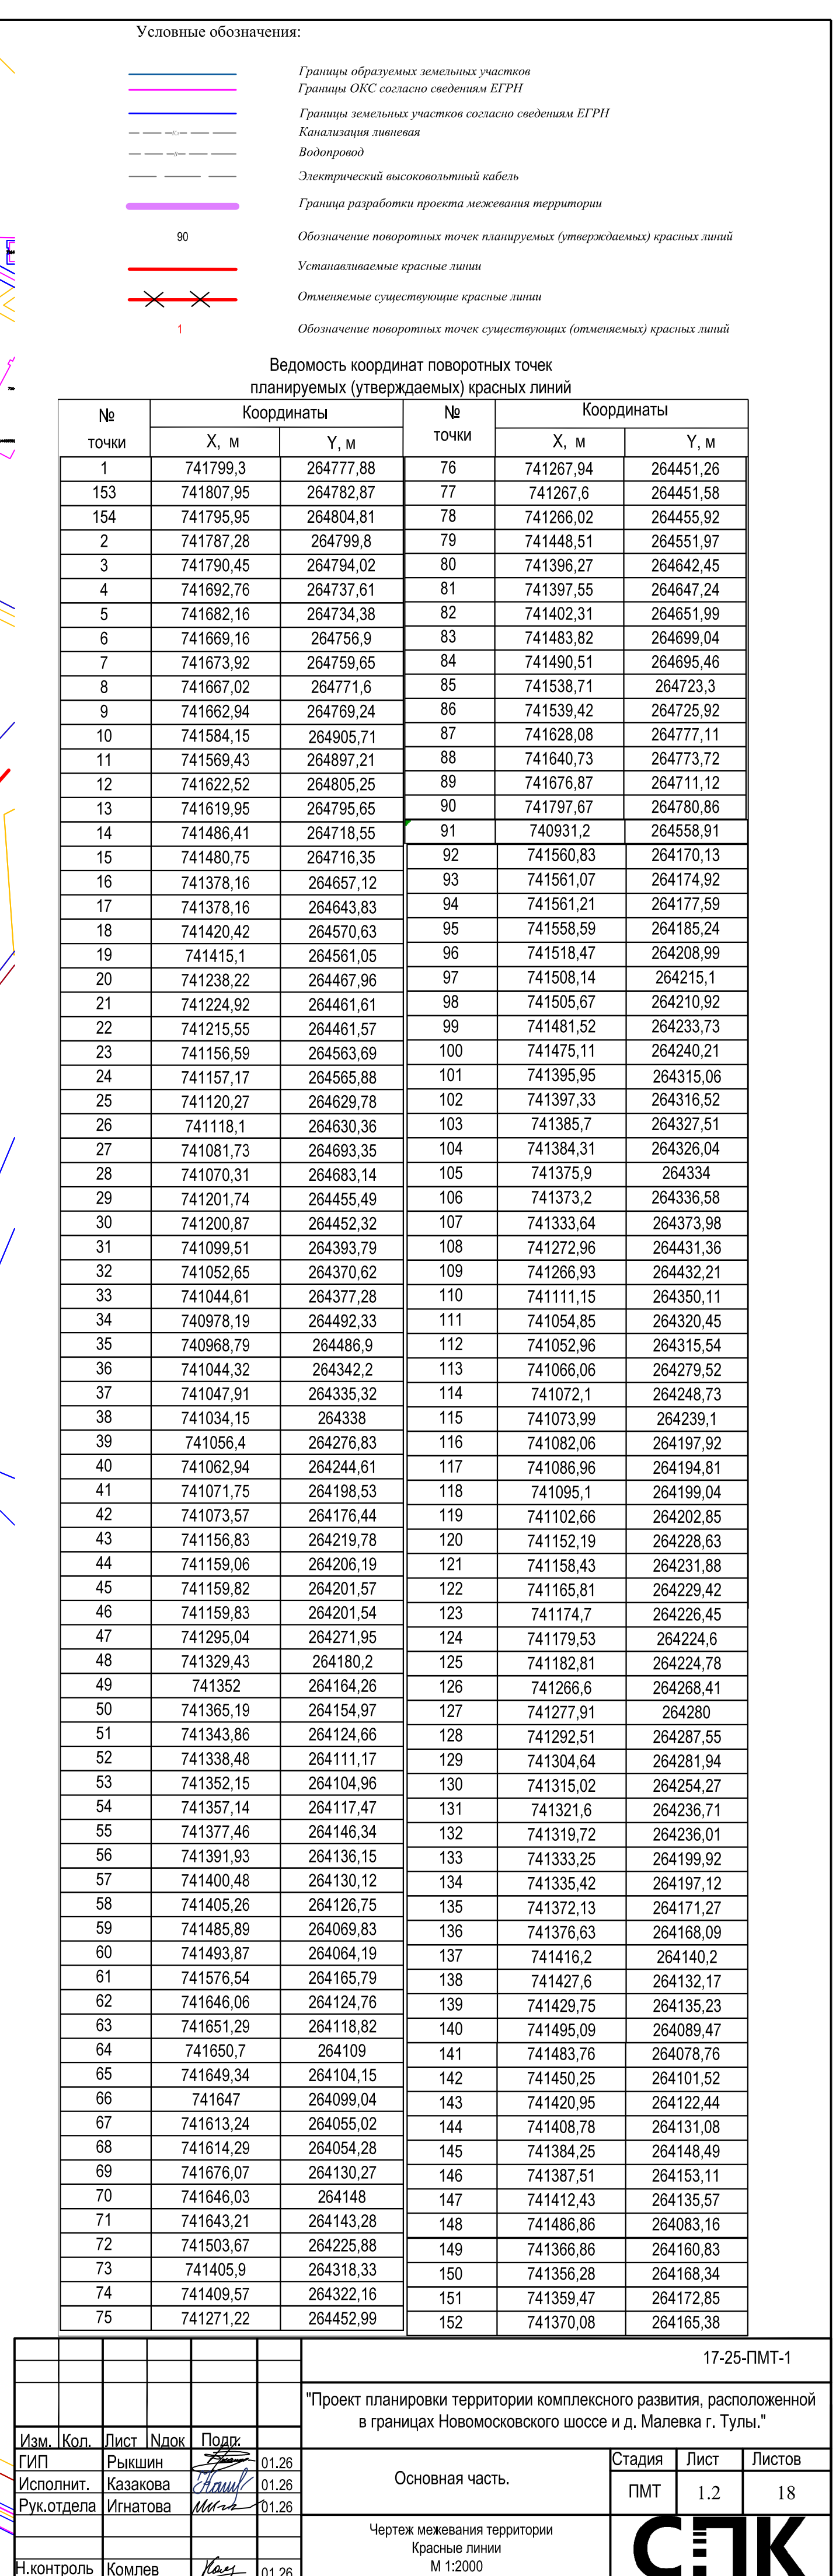 Условные обозначения:
Границы образуемых земельных участков
Границы ОКС согласно сведениям ЕГРН
Границы земельных участков согласно сведениям ЕГРН
Канализация ливневая
Водопровод
Электрический высоковольтный кабель
Граница разработки проекта межевания территории
90 Обозначение поворотных точек планируемых (утверждаемых) красных линий
Устанавливаемые красные линии
Отменяемые существующие красные линии
1 Обозначение поворотных точек существующих (отменяемых) красных линий
Ведомость координат поворотных точек
планируемых (утверждаемых) красных линий
№ Координаты № Координаты
точки X, м Y, м точки X, м Y, м
1 741799,3 264777,88 76 741267,94 264451,26
153 741807,95 264782,87 77 741267,6 264451,58
154 741795,95 264804,81 78 741266,02 264455,92
2 741787,28 264799,8 79 741448,51 264551,97
3 741790,45 264794,02 80 741396,27 264642,45
4 741692,76 264737,61 81 741397,55 264647,24
5 741682,16 264734,38 82 741402,31 264651,99
6 741669,16 264756,9 83 741483,82 264699,04
7 741673,92 264759,65 84 741490,51 264695,46
8 741667,02 264771,6 85 741538,71 264723,3
9 741662,94 264769,24 86 741539,42 264725,92
10 741584,15 264905,71 87 741628,08 264777,11
11 741569,43 264897,21 88 741640,73 264773,72
12 741622,52 264805,25 89 741676,87 264711,12
13 741619,95 264795,65 90 741797,67 264780,86
14 741486,41 264718,55 91 740931,2 264558,91
15 741480,75 264716,35 92 741560,83 264170,13
16 741378,16 264657,12 93 741561,07 264174,92
17 741378,16 264643,83 94 741561,21 264177,59
18 741420,42 264570,63 95 741558,59 264185,24
19 741415,1 264561,05 96 741518,47 264208,99
20 741238,22 264467,96 97 741508,14 264215,1
21 741224,92 264461,61 98 741505,67 264210,92
22 741215,55 264461,57 99 741481,52 264233,73
23 741156,59 264563,69 100 741475,11 264240,21
24 741157,17 264565,88 101 741395,95 264315,06
25 741120,27 264629,78 102 741397,33 264316,52
26 741118,1 264630,36 103 741385,7 264327,51
27 741081,73 264693,35 104 741384,31 264326,04
28 741070,31 264683,14 105 741375,9 264334
29 741201,74 264455,49 106 741373,2 264336,58
30 741200,87 264452,32 107 741333,64 264373,98
31 741099,51 264393,79 108 741272,96 264431,36
32 741052,65 264370,62 109 741266,93 264432,21
33 741044,61 264377,28 110 741111,15 264350,11
34 740978,19 264492,33 111 741054,85 264320,45
35 740968,79 264486,9 112 741052,96 264315,54
36 741044,32 264342,2 113 741066,06 264279,52
37 741047,91 264335,32 114 741072,1 264248,73
38 741034,15 264338 115 741073,99 264239,1
39 741056,4 264276,83 116 741082,06 264197,92
40 741062,94 264244,61 117 741086,96 264194,81
41 741071,75 264198,53 118 741095,1 264199,04
42 741073,57 264176,44 119 741102,66 264202,85
43 741156,83 264219,78 120 741152,19 264228,63
44 741159,06 264206,19 121 741158,43 264231,88
45 741159,82 264201,57 122 741165,81 264229,42
46 741159,83 264201,54 123 741174,7 264226,45
47 741295,04 264271,95 124 741179,53 264224,6
48 741329,43 264180,2 125 741182,81 264224,78
49 741352 264164,26 126 741266,6 264268,41
50 741365,19 264154,97 127 741277,91 264280
51 741343,86 264124,66 128 741292,51 264287,55
52 741338,48 264111,17 129 741304,64 264281,94
53 741352,15 264104,96 130 741315,02 264254,27
54 741357,14 264117,47 131 741321,6 264236,71
55 741377,46 264146,34 132 741319,72 264236,01
56 741391,93 264136,15 133 741333,25 264199,92
57 741400,48 264130,12 134 741335,42 264197,12
58 741405,26 264126,75 135 741372,13 264171,27
59 741485,89 264069,83 136 741376,63 264168,09
60 741493,87 264064,19 137 741416,2 264140,2
61 741576,54 264165,79 138 741427,6 264132,17
62 741646,06 264124,76 139 741429,75 264135,23
63 741651,29 264118,82 140 741495,09 264089,47
64 741650,7 264109 141 741483,76 264078,76
65 741649,34 264104,15 142 741450,25 264101,52
66 741647 264099,04 143 741420,95 264122,44
67 741613,24 264055,02 144 741408,78 264131,08
68 741614,29 264054,28 145 741384,25 264148,49
69 741676,07 264130,27 146 741387,51 264153,11
70 741646,03 264148 147 741412,43 264135,57
71 741643,21 264143,28 148 741486,86 264083,16
72 741503,67 264225,88 149 741366,86 264160,83
73 741405,9 264318,33 150 741356,28 264168,34
74 741409,57 264322,16 151 741359,47 264172,85
75 741271,22 264452,99 152 741370,08 264165,38
17-25-ПМТ-1
"Проект планировки территории комплексного развития, расположенной
в границах Новомосковского шоссе и д. Малевка г. Тулы."
Изм. Кол. Лист Nдок Подп.
ГИП Рыкшин 01.26
Исполнит. Казакова 01.26
Рук.отдела Игнатова 01.26
Н.контроль Комлев 01.26
Основная часть.
Стадия Лист Листов
ПМТ 1.2 18
Чертеж межевания территории
Красные линии
М 1:2000
СПК